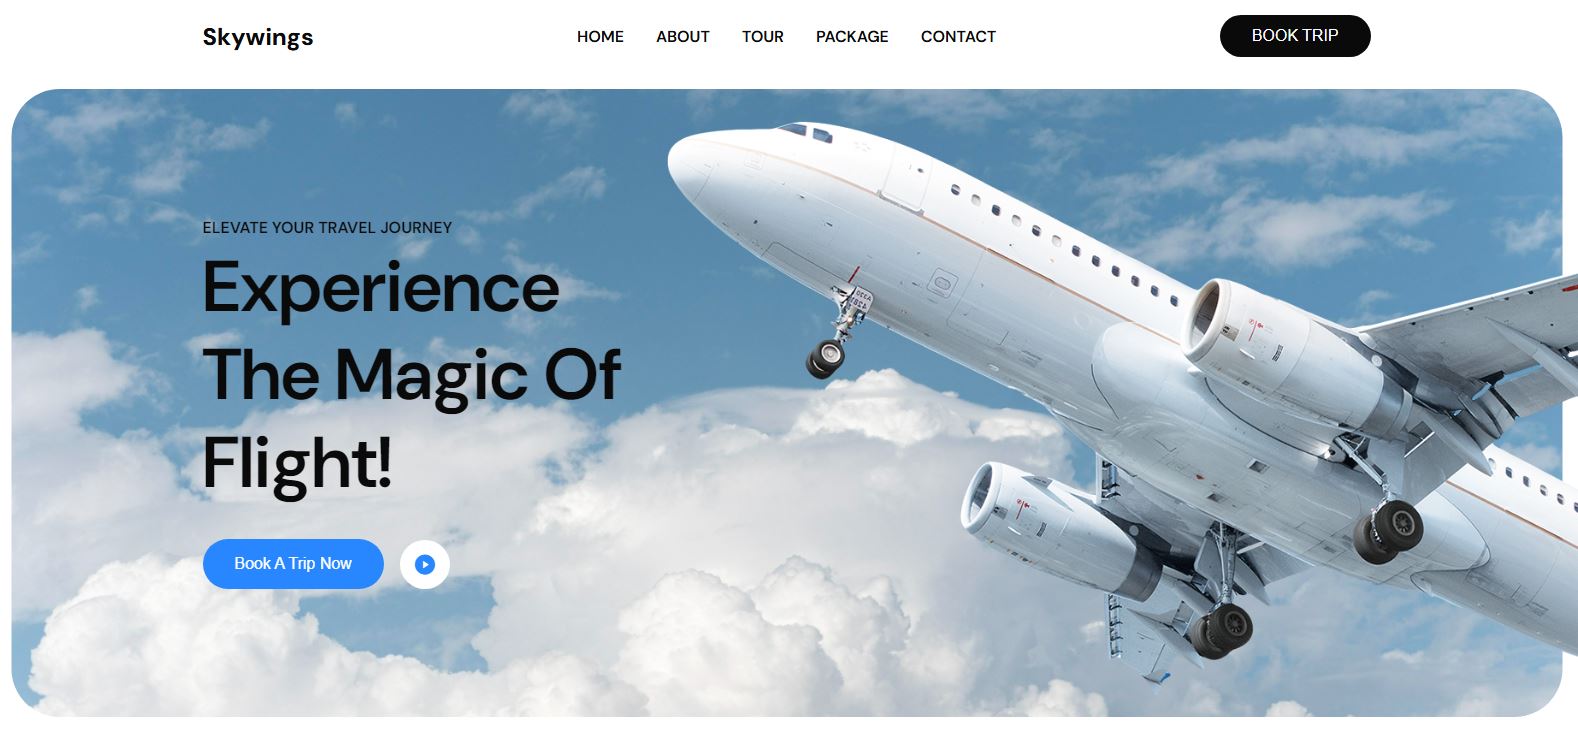 Skywings
HOME ABOUT TOUR PACKAGE CONTACT
BOOK TRIP
ELEVATE YOUR TRAVEL JOURNEY
Experience
The Magic Of
Flight!
Book A Trip Now